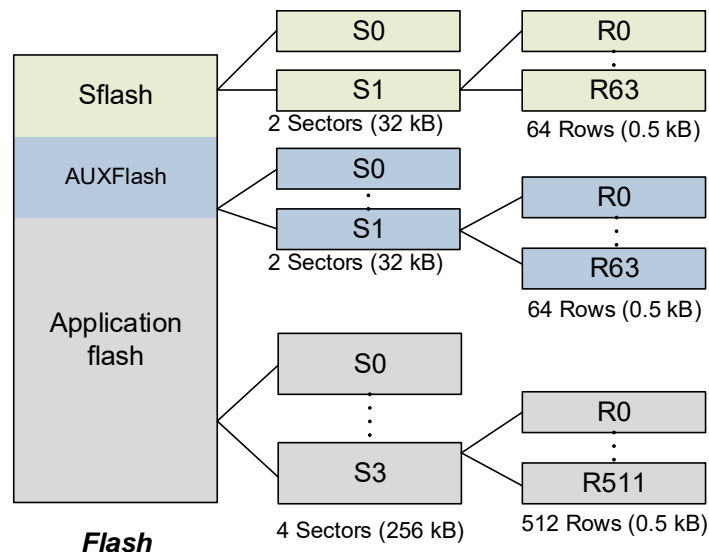 Sflash
AUXFlash
Application
flash
Flash
S0
S1
2 Sectors (32 kB)
R0
R63
64 Rows (0.5 kB)
S0
S1
2 Sectors (32 kB)
R0
R63
64 Rows (0.5 kB)
S0
S3
4 Sectors (256 kB)
R0
R511
512 Rows (0.5 kB)